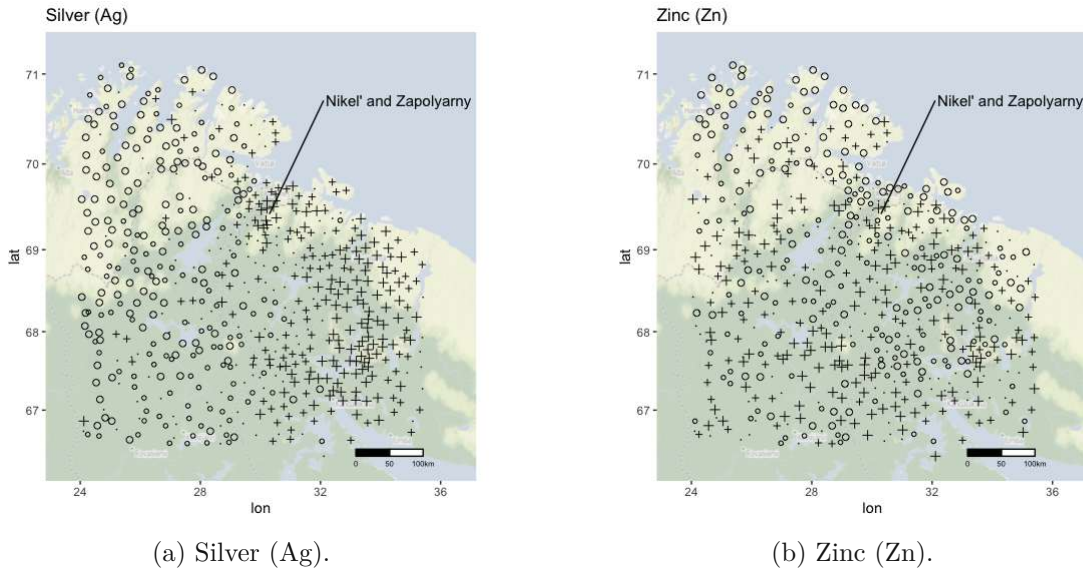 Silver (Ag)
Nikel' and Zapolyarny
71
70
69
68
67
lat
0 50 100km
24 28 32 36
lon
(a) Silver (Ag).
Zinc (Zn)
Nikel' and Zapolyarny
71
70
69
68
67
lat
0 50 100km
24 28 32 36
lon
(b) Zinc (Zn).